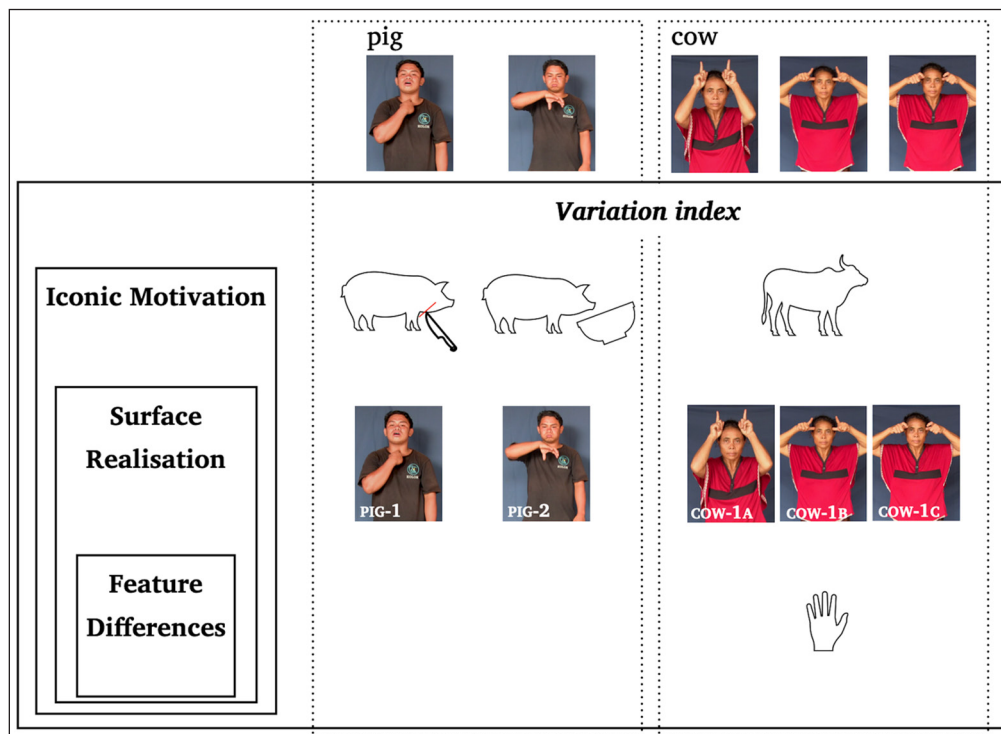 pig
cow
Variation index
Iconic Motivation
Surface
Realisation
PIG-1
PIG-2
COW-1A
COW-1B
COW-1C
Feature
Differences